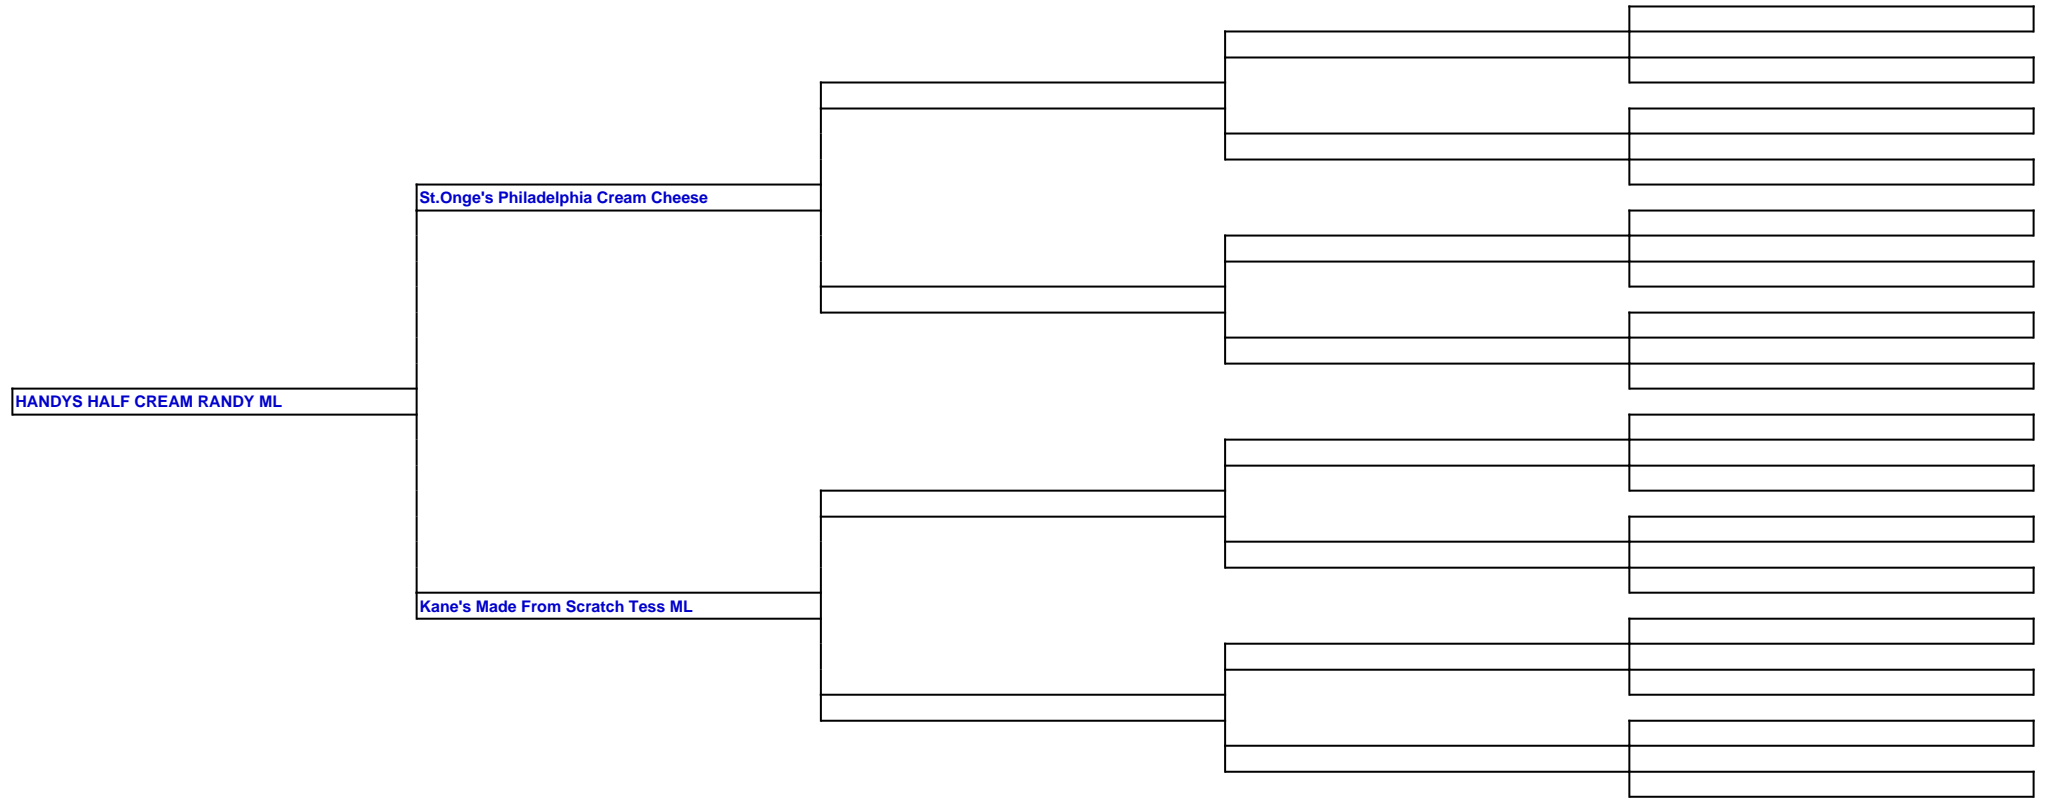 St.Onge's Philadelphia Cream Cheese
HANDYS HALF CREAM RANDY ML
Kane's Made From Scratch Tess ML